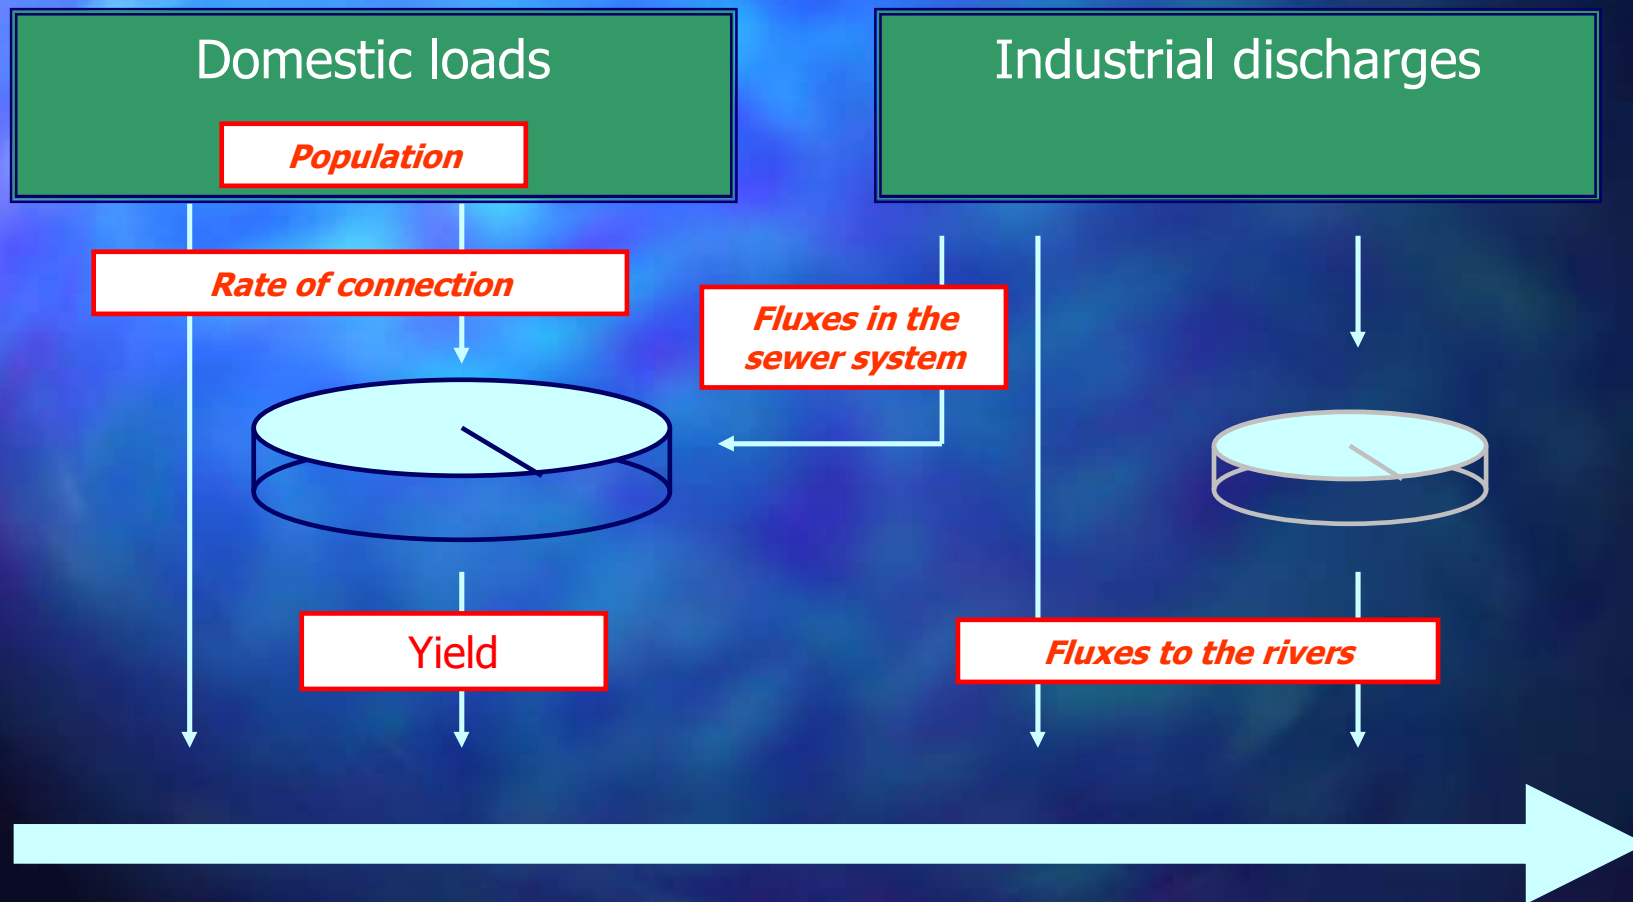 Domestic loads
Industrial discharges
Population
Rate of connection
Fluxes in the
sewer system
Yield
Fluxes to the rivers